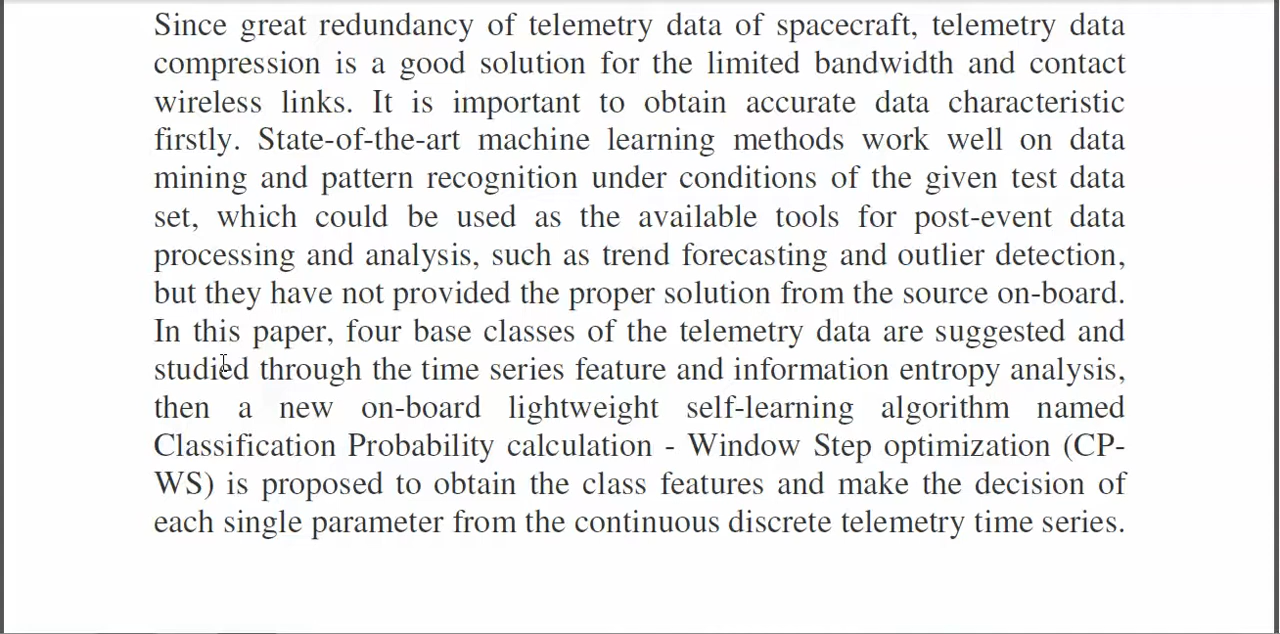 Since great redundancy of telemetry data of spacecraft, telemetry data
compression is a good solution for the limited bandwidth and contact
wireless links. It is important to obtain accurate data characteristic
firstly. State-of-the-art machine learning methods work well on data
mining and pattern recognition under conditions of the given test data
set, which could be used as the available tools for post-event data
processing and analysis, such as trend forecasting and outlier detection,
but they have not provided the proper solution from the source on-board.
In this paper, four base classes of the telemetry data are suggested and
studied through the time series feature and information entropy analysis,
then a new on-board lightweight self-learning algorithm named
Classification Probability calculation - Window Step optimization (CP-
WS) is proposed to obtain the class features and make the decision of
each single parameter from the continuous discrete telemetry time series.